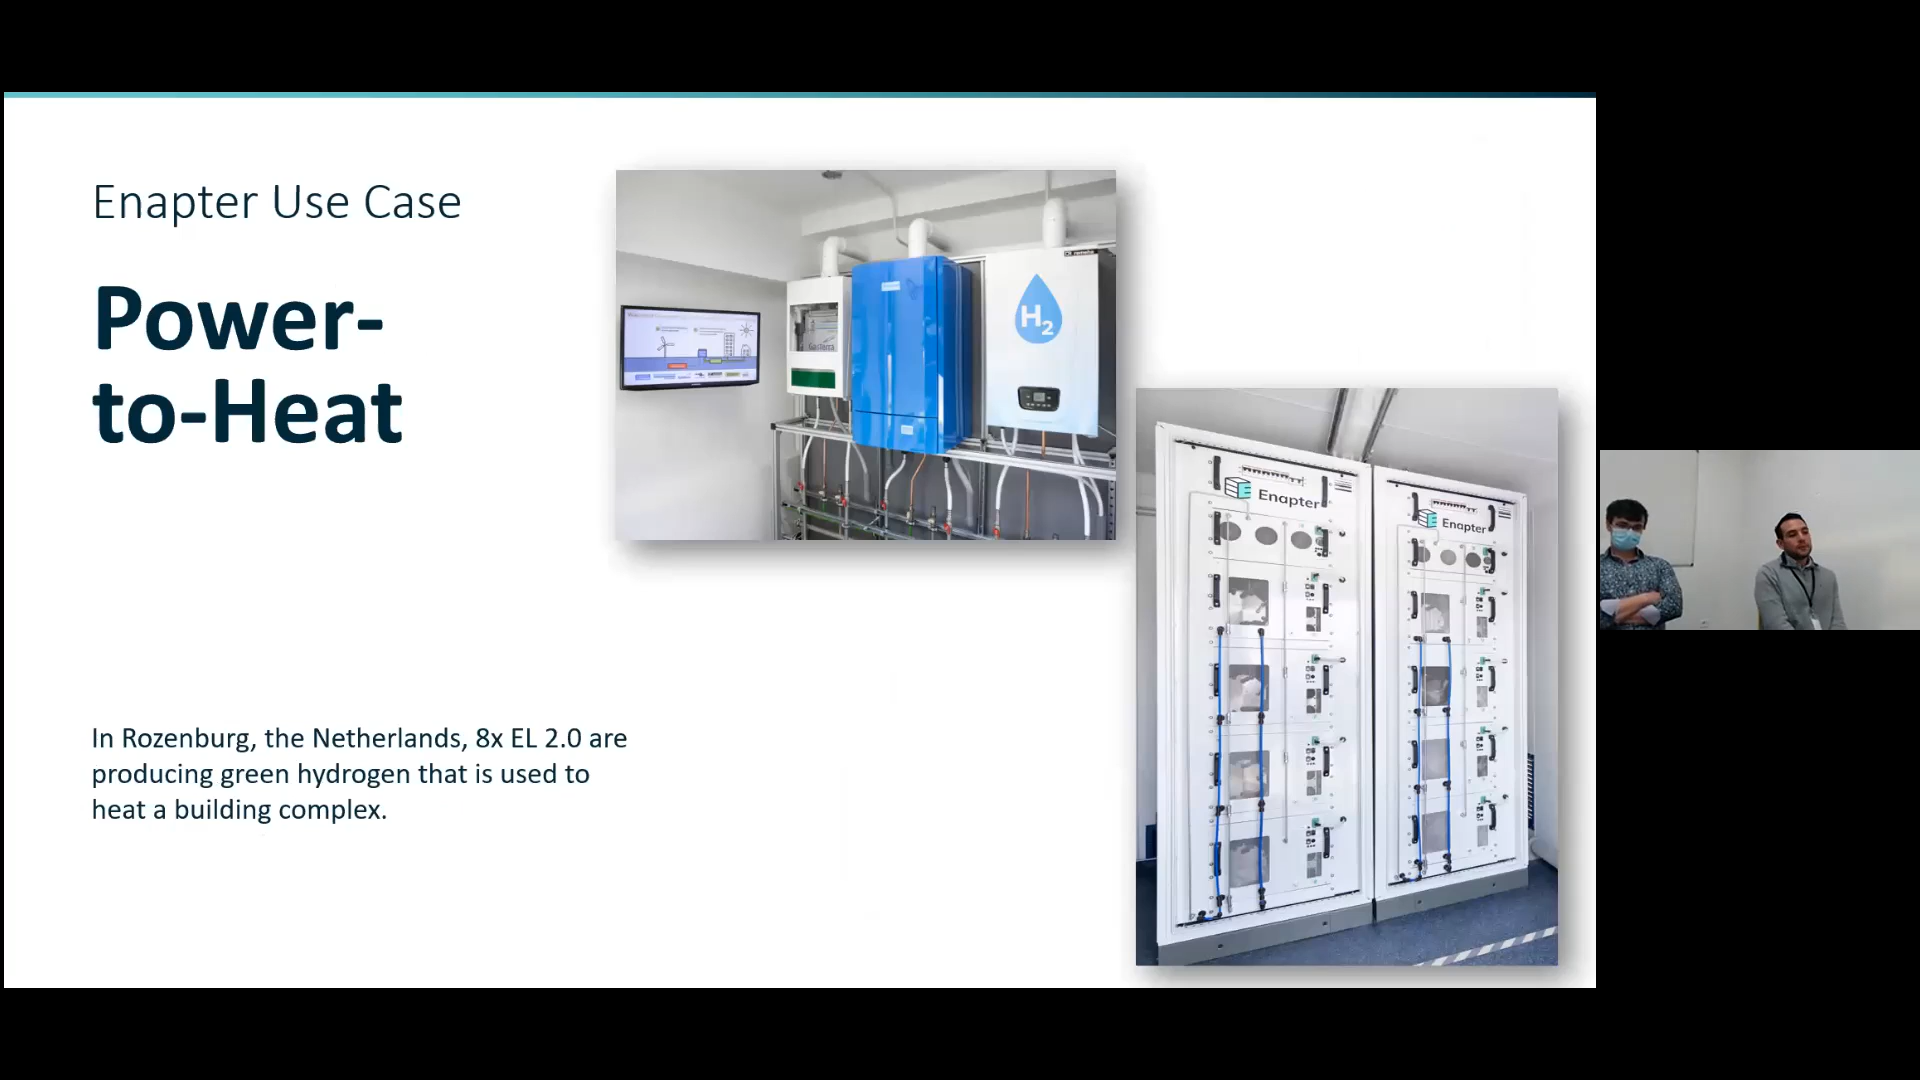 Enapter Use Case
Power-
to-Heat
In Rozenburg, the Netherlands, 8x EL 2.0 are
producing green hydrogen that is used to
heat a building complex.
H2
Enapter
Enapter